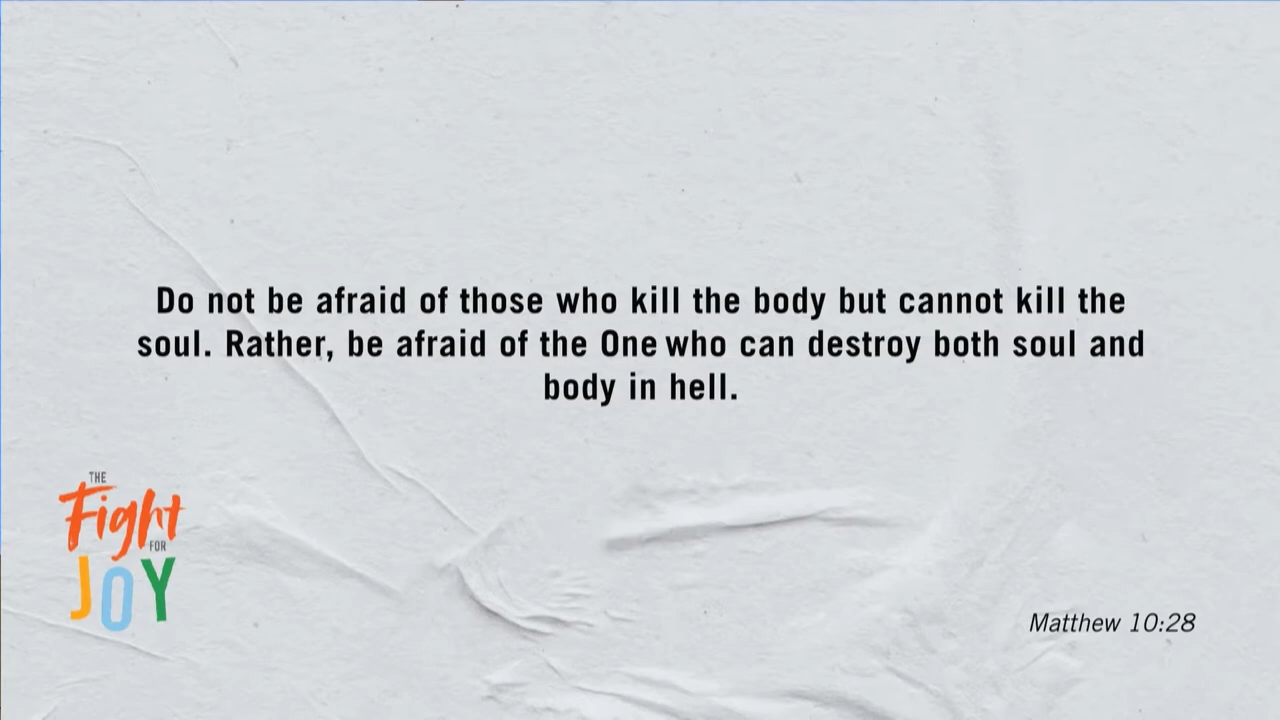 Do not be afraid of those who kill the body but cannot kill the
soul. Rather, be afraid of the One who can destroy both soul and
body in hell.
THE
Fight
FOR
JOY
Matthew 10:28